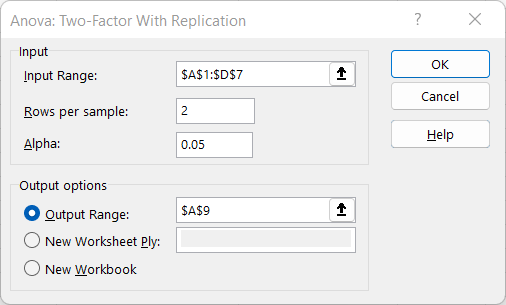 Anova: Two-Factor With Replication ? ×
Input
Input Range: $A$1:$D$7
OK
Cancel
Rows per sample: 2
Help
Alpha: 0.05
Output options
Output Range: $A$9
New Worksheet Ply:
New Workbook